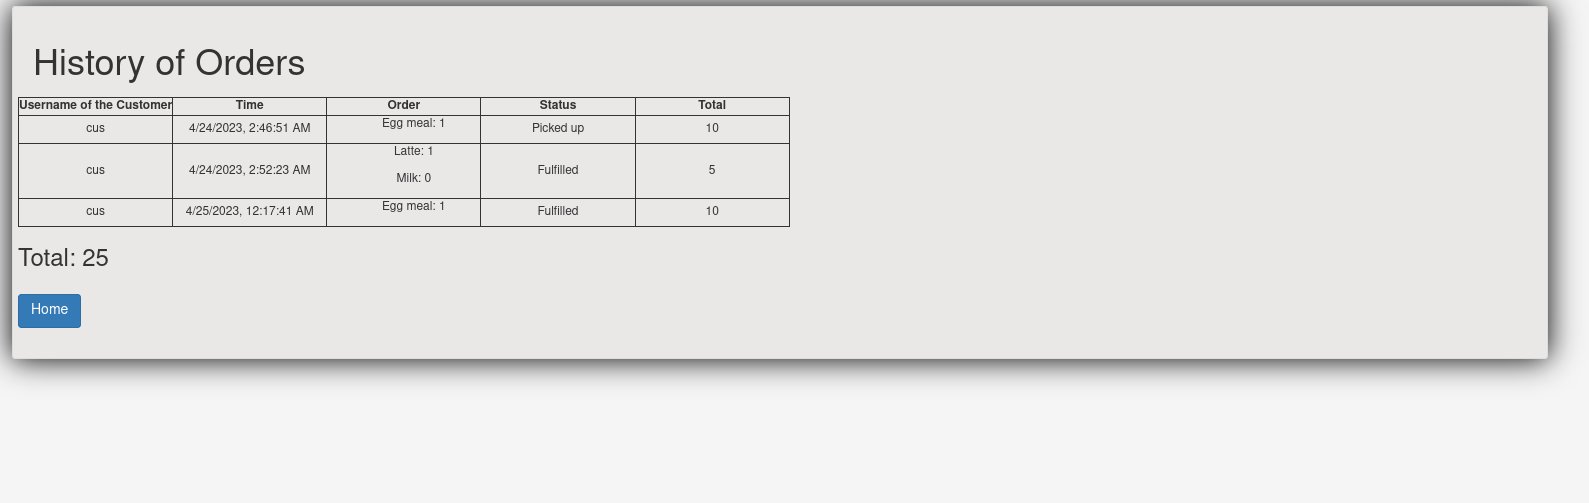 History of Orders
Username of the Customer Time Order Status Total
cus 4/24/2023, 2:46:51 AM Egg meal: 1 Picked up 10
cus 4/24/2023, 2:52:23 AM Latte: 1 Fulfilled 5
Milk: 0
cus 4/25/2023, 12:17:41 AM Egg meal: 1 Fulfilled 10
Total: 25
Home